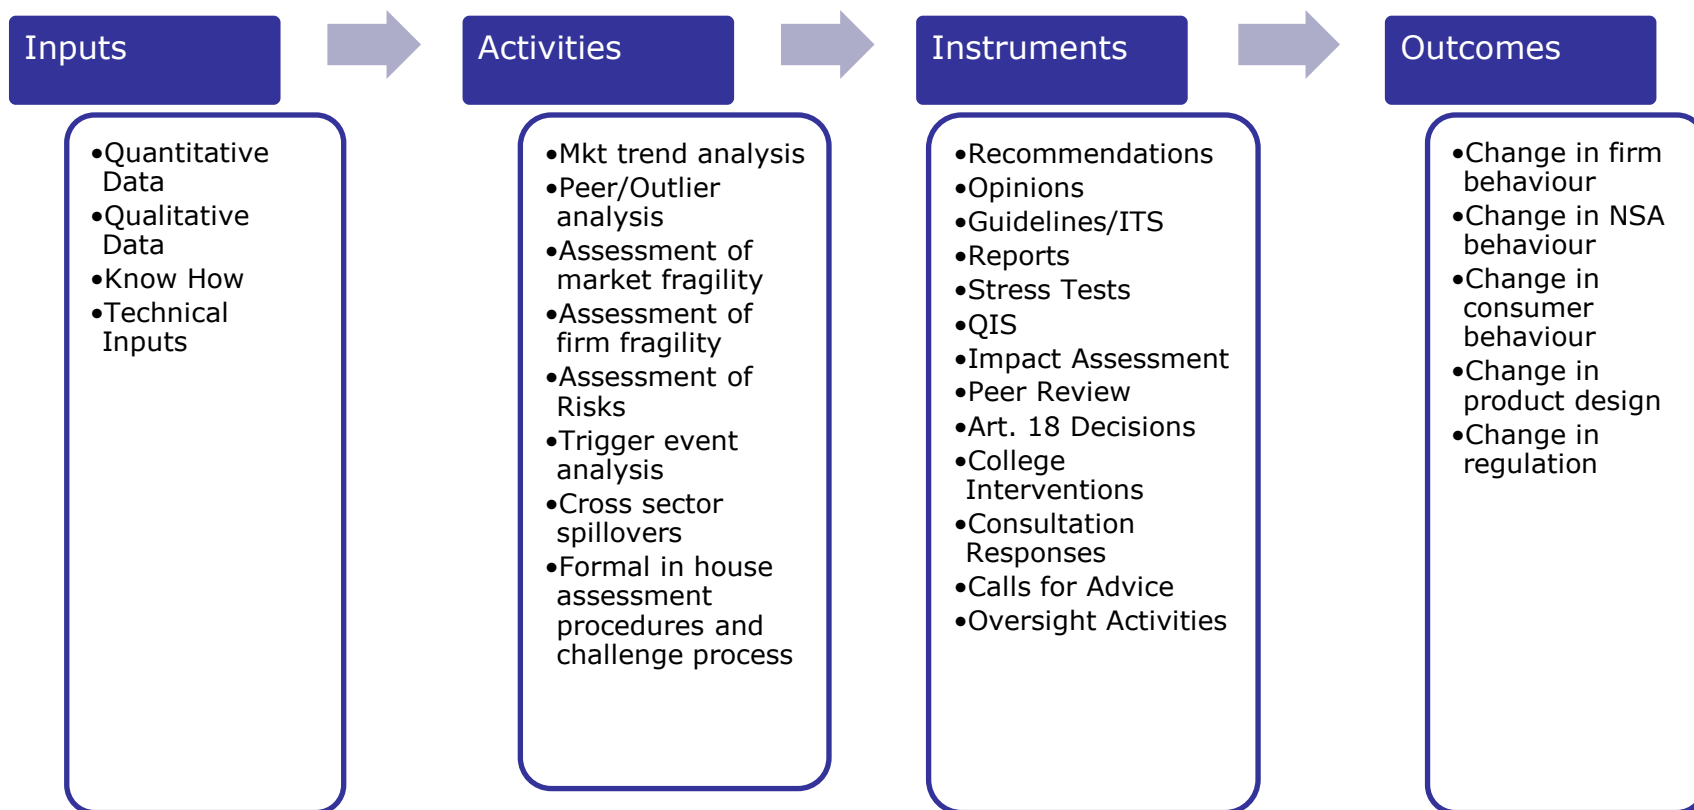 Inputs
•Quantitative
Data
•Qualitative
Data
•Know How
•Technical
Inputs
Activities
•Mkt trend analysis
•Peer/Outlier
analysis
•Assessment of
market fragility
•Assessment of
firm fragility
•Assessment of
Risks
•Trigger event
analysis
•Cross sector
spillovers
•Formal in house
assessment
procedures and
challenge process
Instruments
•Recommendations
•Opinions
•Guidelines/ITS
•Reports
•Stress Tests
•QIS
•Impact Assessment
•Peer Review
•Art. 18 Decisions
•College
Interventions
•Consultation
Responses
•Calls for Advice
•Oversight Activities
Outcomes
•Change in firm
behaviour
•Change in NSA
behaviour
•Change in
consumer
behaviour
•Change in
product design
•Change in
regulation